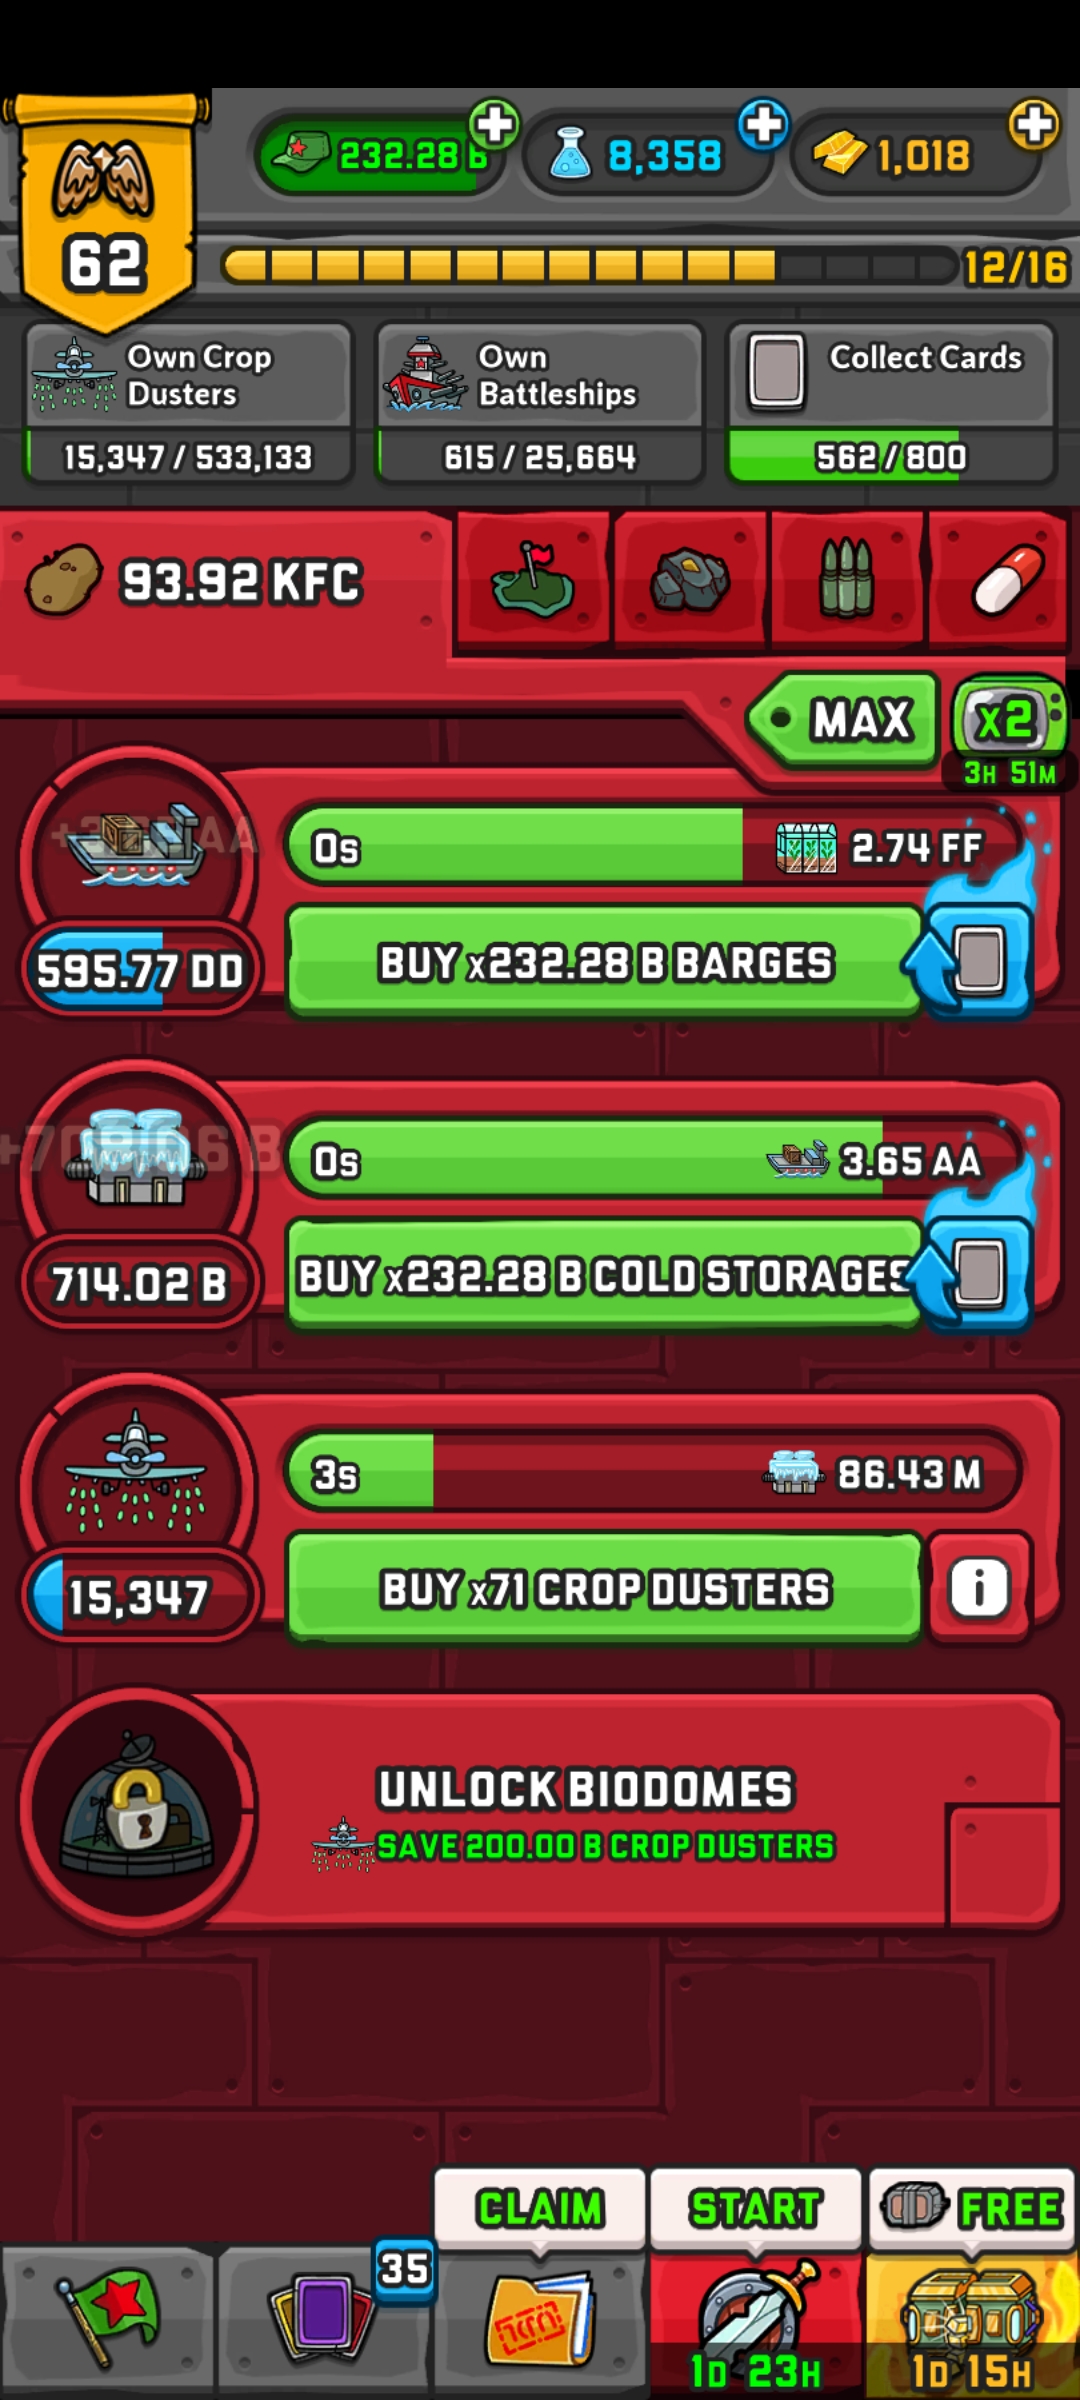 62
232.28 B
8,358
1,018
12/16
Own Crop
Dusters
15,347 / 533,133
Own
Battleships
615 / 25,664
Collect Cards
562 / 800
93.92 KFC
MAX
x2
3H 51M
0s
2.74 FF
595.77 DD
BUY x232.28 B BARGES
0s
3.65 AA
714.02 B
BUY x232.28 B COLD STORAGES
3s
86.43 M
15,347
BUY x71 CROP DUSTERS
i
UNLOCK BIODOMES
SAVE 200.00 B CROP DUSTERS
CLAIM
START
FREE
35
1D 23H
1D 15H